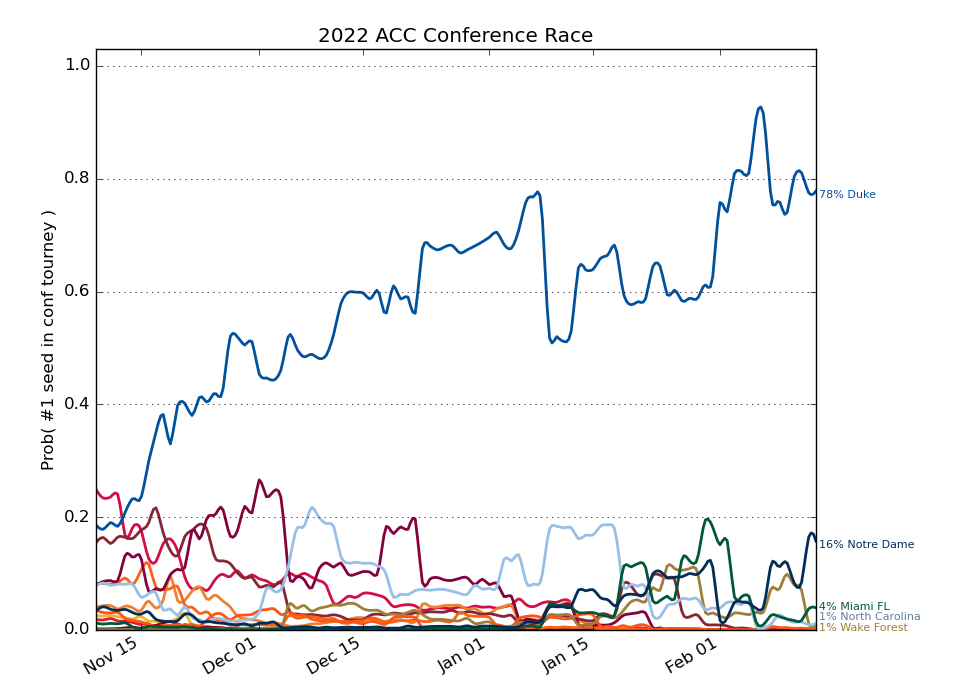 2022 ACC Conference Race
Prob( #1 seed in conf tourney )
1.0
0.8
0.6
0.4
0.2
0.0
Nov 15
Dec 01
Dec 15
Jan 01
Jan 15
Feb 01
78% Duke
16% Notre Dame
4% Miami FL
1% North Carolina
1% Wake Forest